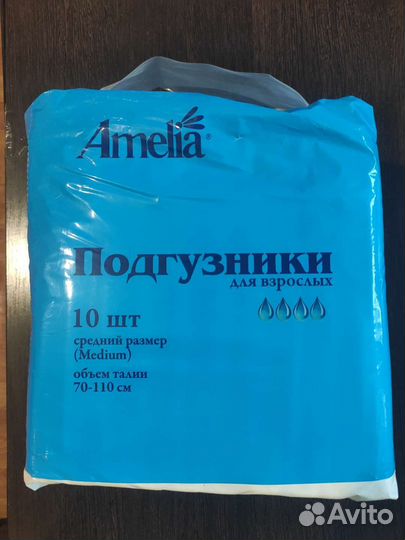 Amelia®
Подгузники
для взрослых
10 шт
средний размер
(Medium)
объем талии
70-110 см
Avito